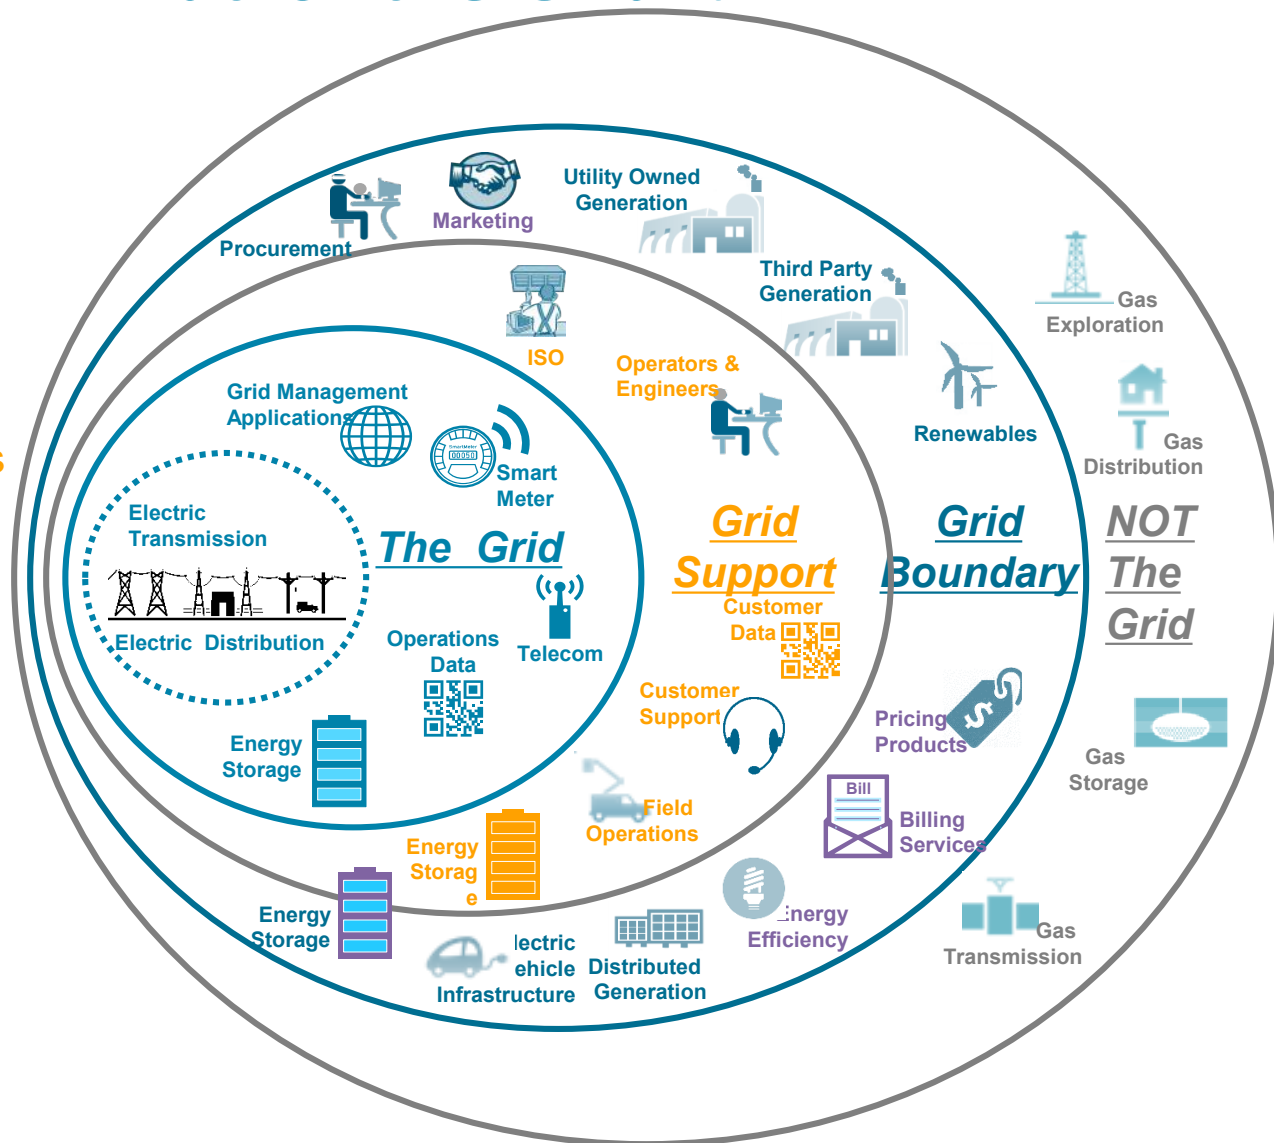 Utility Owned
Generation
Marketing
Procurement
Third Party
Generation
Gas
Exploration
ISO
Operators &
Engineers
Grid Management
Applications
Renewables
Gas
Distribution
SmartMeter
00050
Smart
Meter
Electric
Transmission
The Grid
Grid
Support
Grid
Boundary
NOT
The
Grid
Electric Distribution
Operations
Data
Telecom
Customer
Data
Customer
Support
Pricing
Products
$
Gas
Storage
Energy
Storage
Field
Operations
Bill
Billing
Services
Energy
Storag
e
Energy
Storage
lectric
ehicle
Infrastructure
Distributed
Generation
Energy
Efficiency
Gas
Transmission